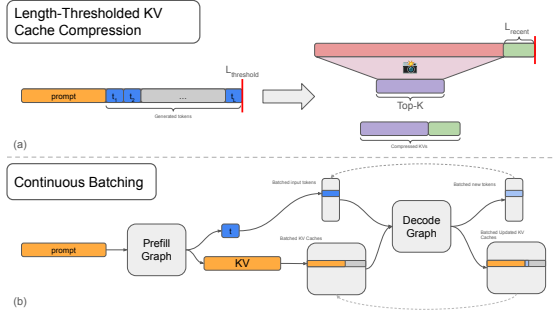 Length-Thresholded KV
Cache Compression
L_recent
L_threshold
prompt
t₁
t₂
...
t_L
Generated tokens
Top-K
Compressed KVs
(a)
Continuous Batching
Batched input tokens
Batched new tokens
prompt
Prefill
Graph
t
KV
Batched KV Caches
Decode
Graph
Batched Updated KV
Caches
(b)